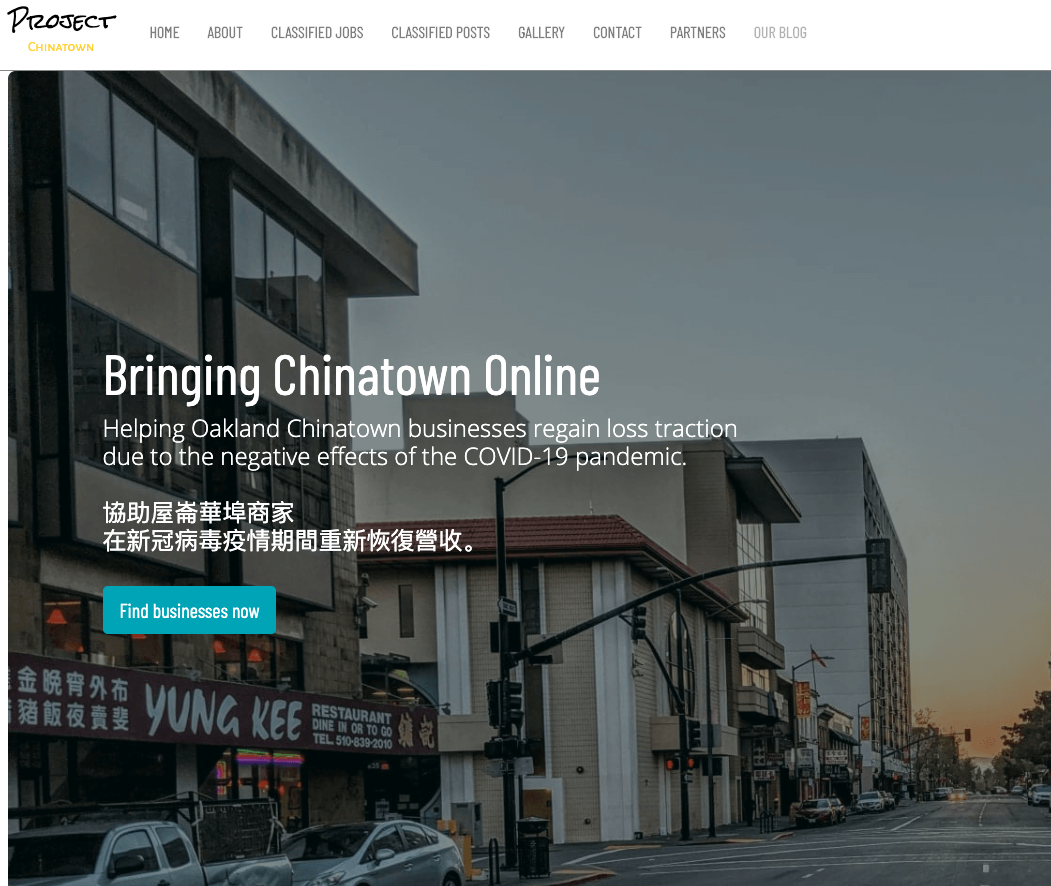 PROJECT
CHINATOWN
HOME ABOUT CLASSIFIED JOBS CLASSIFIED POSTS GALLERY CONTACT PARTNERS OUR BLOG
Bringing Chinatown Online
Helping Oakland Chinatown businesses regain loss traction
due to the negative effects of the COVID-19 pandemic.
協助屋崙華埠商家
在新冠病毒疫情期間重新恢復營收。
Find businesses now
金晚宵外布
豬飯夜賣斐
YUNG KEE
RESTAURANT
DINE IN OR TO GO
TEL. 510-839-2010